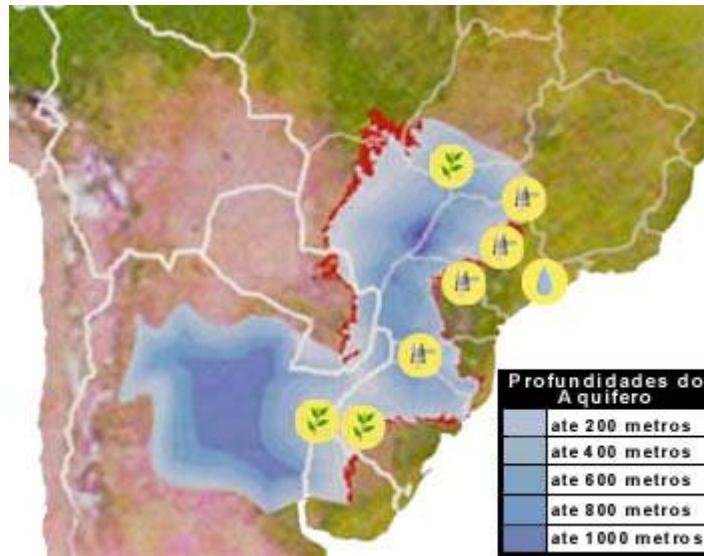 Profundidades do
Aquifero
ate 200 metros
ate 400 metros
ate 600 metros
ate 800 metros
ate 1000 metros